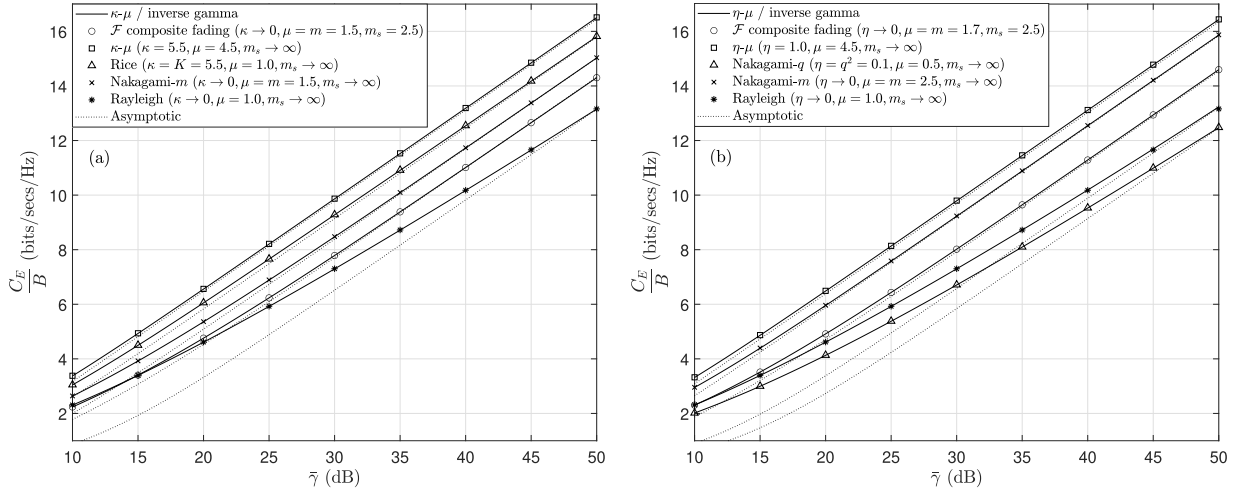 κ-μ / inverse gamma
F composite fading (κ → 0, μ = m = 1.5, m_s = 2.5)
κ-μ (κ = 5.5, μ = 4.5, m_s → ∞)
Rice (κ = K = 5.5, μ = 1.0, m_s → ∞)
Nakagami-m (κ → 0, μ = m = 1.5, m_s → ∞)
Rayleigh (κ → 0, μ = 1.0, m_s → ∞)
Asymptotic
(a)
16
14
12
10
8
6
4
2
C_E/B (bits/secs/Hz)
10 15 20 25 30 35 40 45 50
γ̄ (dB)
η-μ / inverse gamma
F composite fading (η → 0, μ = m = 1.7, m_s = 2.5)
η-μ (η = 1.0, μ = 4.5, m_s → ∞)
Nakagami-q (η = q² = 0.1, μ = 0.5, m_s → ∞)
Nakagami-m (η → 0, μ = m = 2.5, m_s → ∞)
Rayleigh (η → 0, μ = 1.0, m_s → ∞)
Asymptotic
(b)
16
14
12
10
8
6
4
2
C_E/B (bits/secs/Hz)
10 15 20 25 30 35 40 45 50
γ̄ (dB)